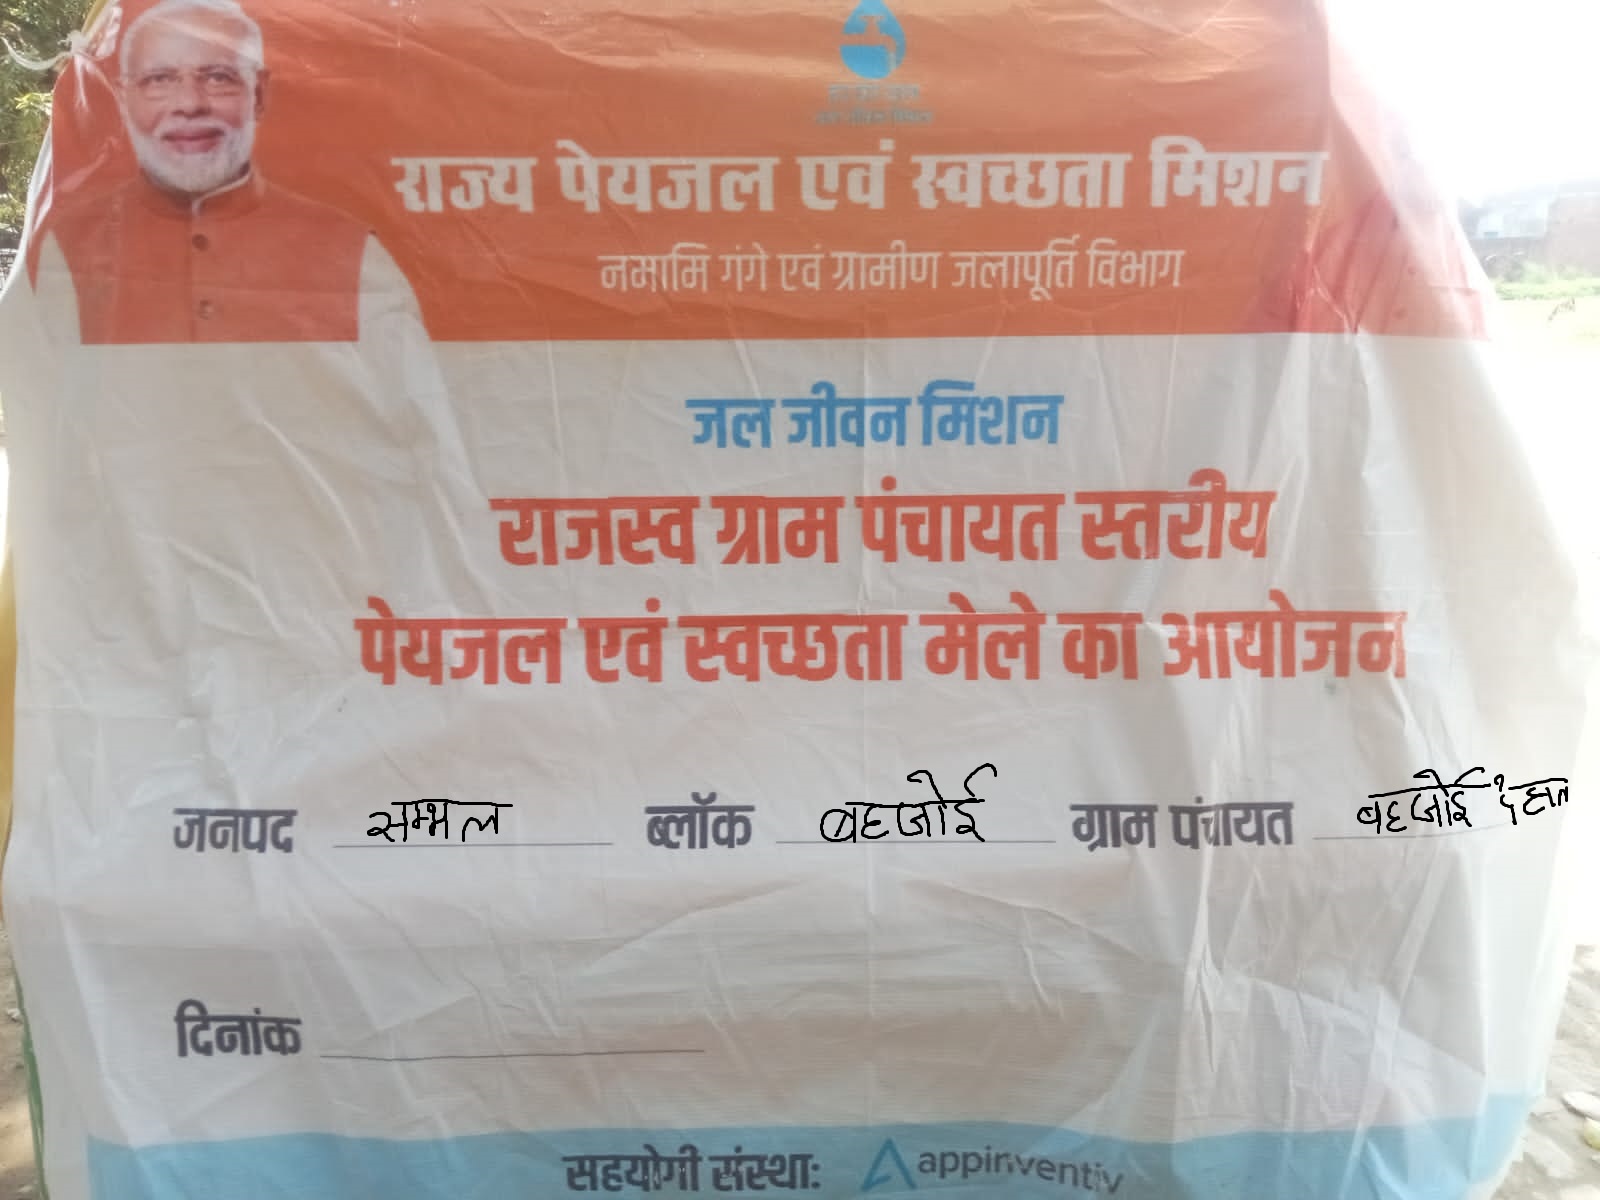 राज्य पेयजल एवं स्वच्छता मिशन
नमामि गंगे एवं ग्रामीण जलापूर्ति विभाग
जल जीवन मिशन
राजस्व ग्राम पंचायत स्तरीय
पेयजल एवं स्वच्छता मेले का आयोजन
जनपद सम्भल ब्लॉक बहजोई ग्राम पंचायत बहजोई देहात
दिनांक
सहयोगी संस्था: appinventiv